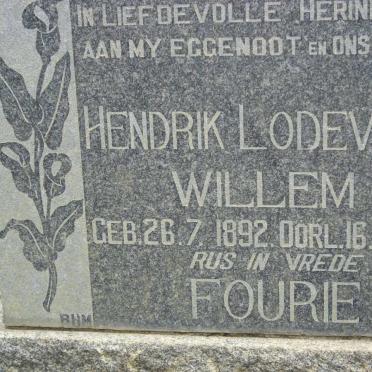 IN LIEFDEVOLLE HERIN
AAN MY EGGENOOT EN ONS
HENDRIK LODEV
WILLEM
GEB. 26.7.1892. OORL. 16.
RUS IN VREDE
FOURIE
BHM